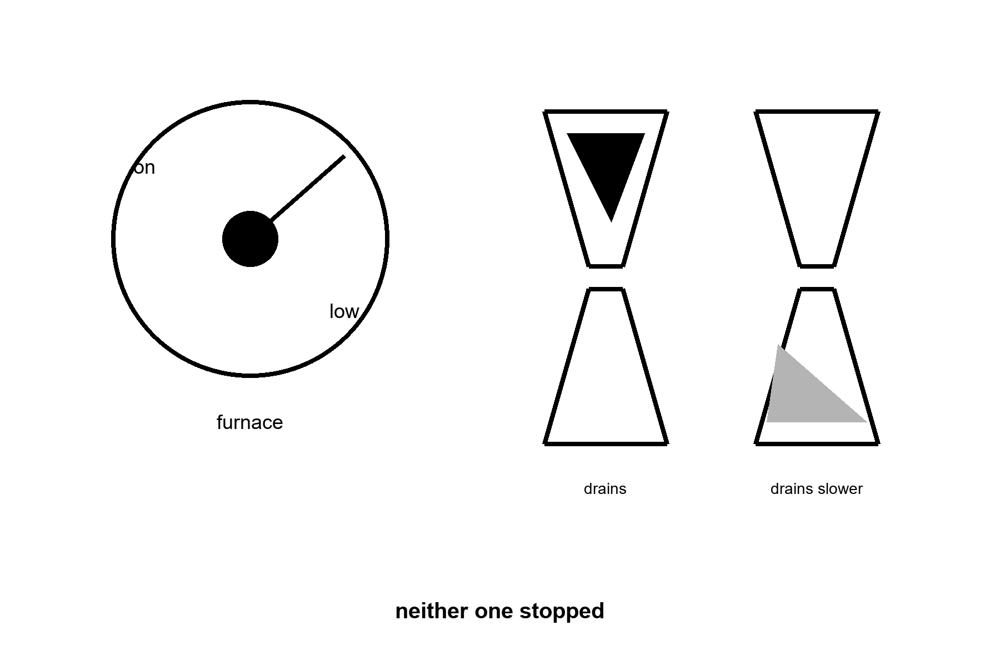 on
low
furnace
drains
drains slower
neither one stopped